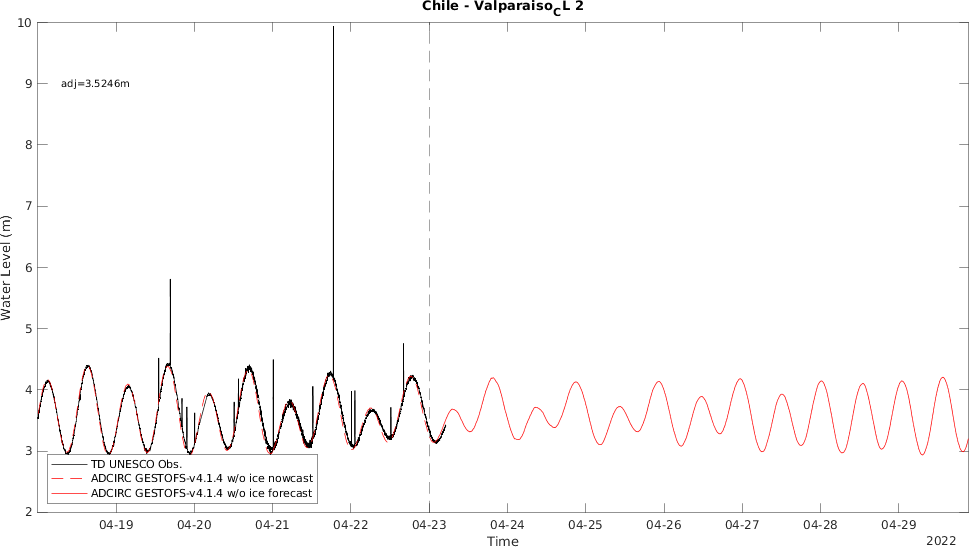 Chile - Valparaiso_CL 2
10
9
adj=3.5246m
8
7
6
5
4
3
2
Water Level (m)
TD UNESCO Obs.
ADCIRC GESTOFS-v4.1.4 w/o ice nowcast
ADCIRC GESTOFS-v4.1.4 w/o ice forecast
04-19 04-20 04-21 04-22 04-23 04-24 04-25 04-26 04-27 04-28 04-29
Time
2022